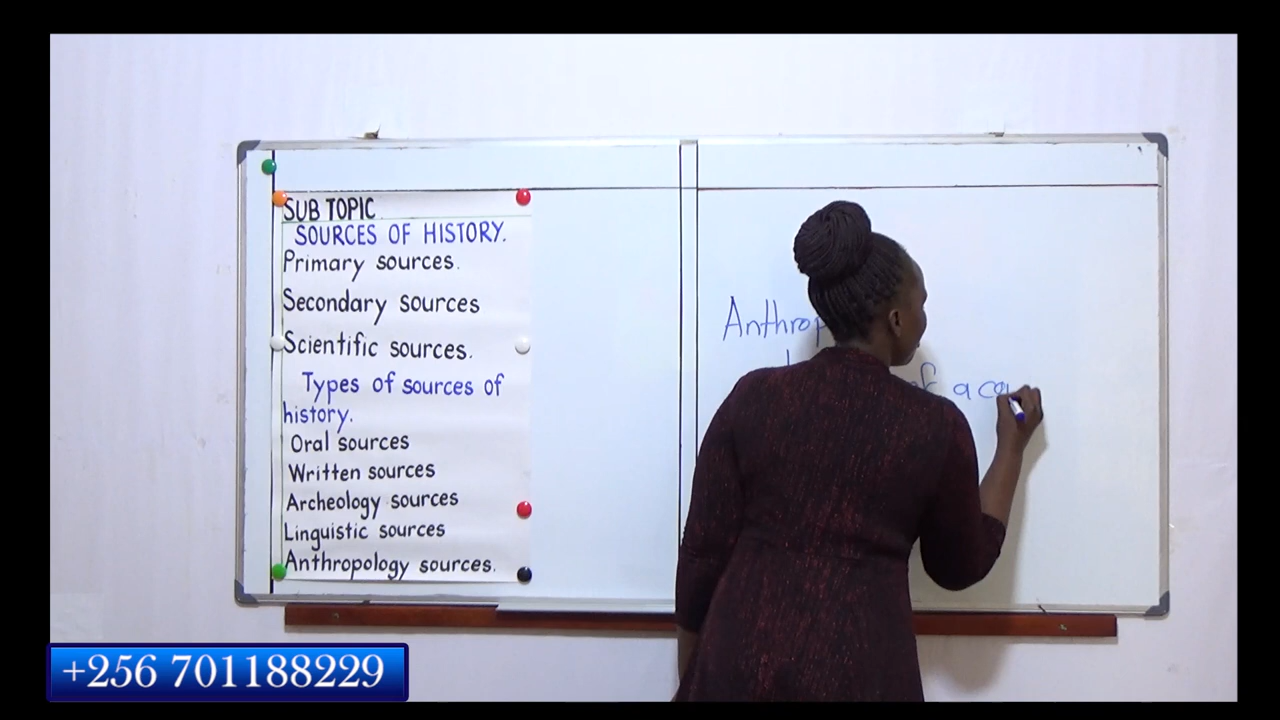 SUB TOPIC
SOURCES OF HISTORY.
Primary sources.
Secondary sources
Scientific sources.
Types of sources of
history.
Oral sources
Written sources
Archeology sources
Linguistic sources
Anthropology sources.
of a
+256 701188229